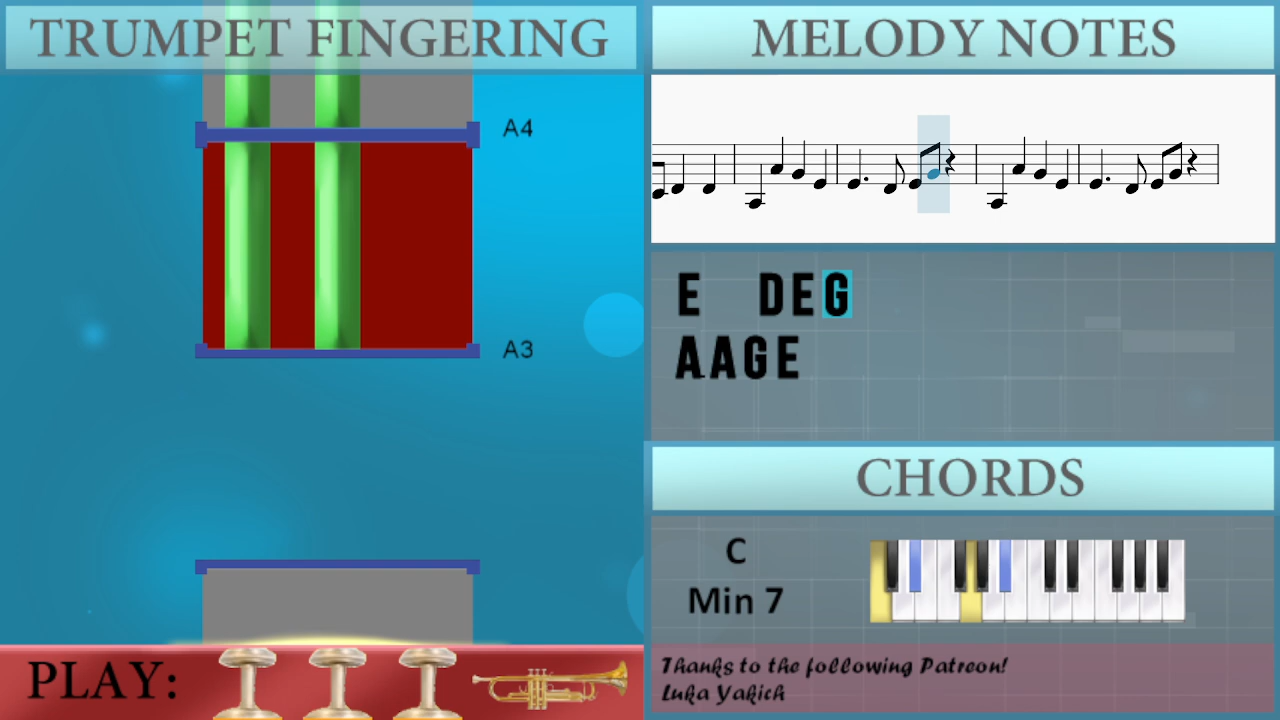 TRUMPET FINGERING
A4
A3
PLAY:
MELODY NOTES
E DEG
AAGE
CHORDS
C
Min 7
Thanks to the following Patreon!
Luka Yakich